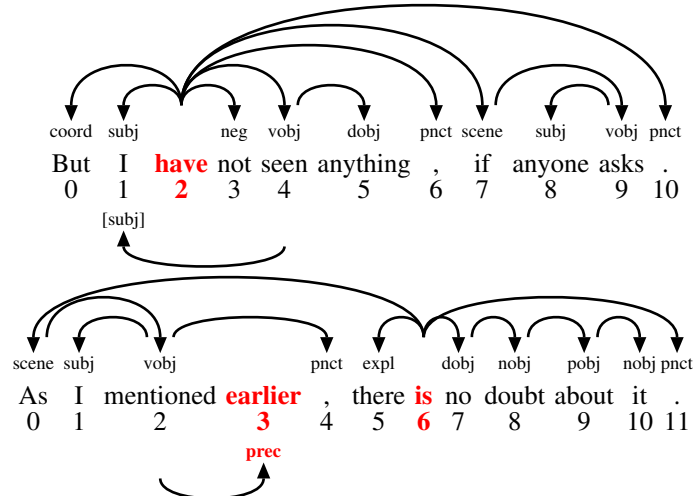 coord subj neg vobj dobj pnct scene subj vobj pnct
But I have not seen anything , if anyone asks .
0 1 2 3 4 5 6 7 8 9 10
[subj]
scene subj vobj pnct expl dobj nobj pobj nobj pnct
As I mentioned earlier , there is no doubt about it .
0 1 2 3 4 5 6 7 8 9 10 11
prec